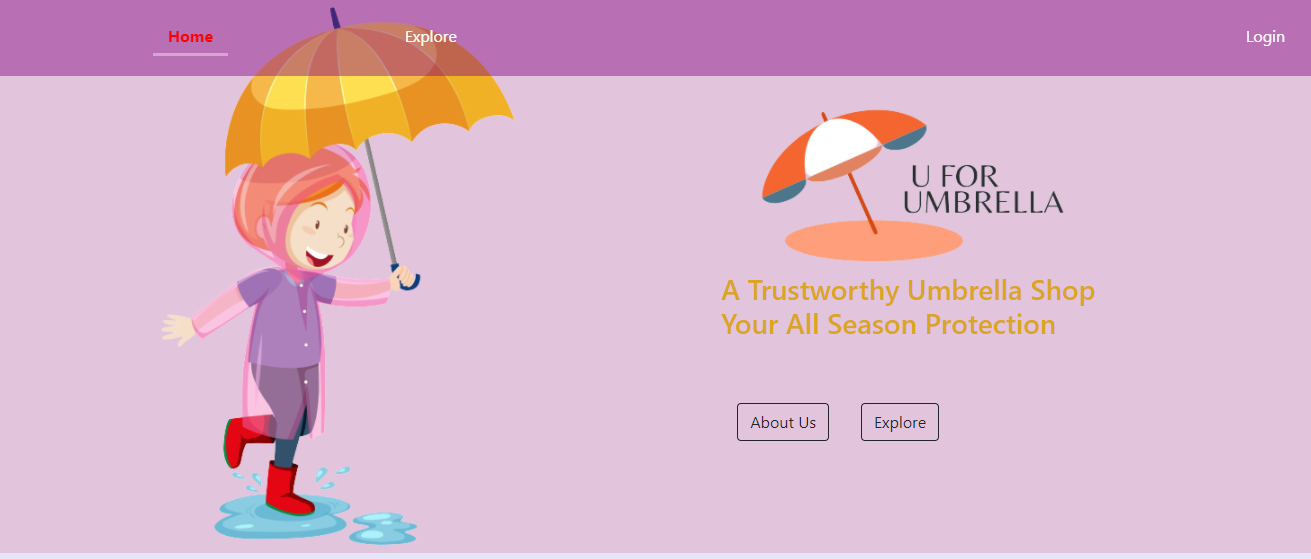 Home
Explore
Login
U FOR
UMBRELLA
A Trustworthy Umbrella Shop
Your All Season Protection
About Us
Explore